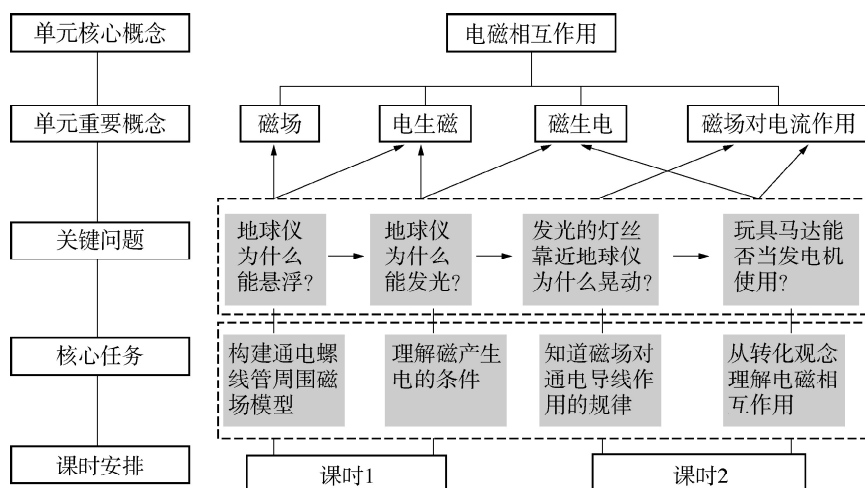 单元核心概念
电磁相互作用
单元重要概念
磁场
电生磁
磁生电
磁场对电流作用
关键问题
地球仪
为什么
能悬浮?
地球仪
为什么
能发光?
发光的灯丝
靠近地球仪
为什么晃动?
玩具马达能
否当发电机
使用?
核心任务
构建通电螺
线管周围磁
场模型
理解磁产生
电的条件
知道磁场对
通电导线作
用的规律
从转化观念
理解电磁相
互作用
课时安排
课时1
课时2